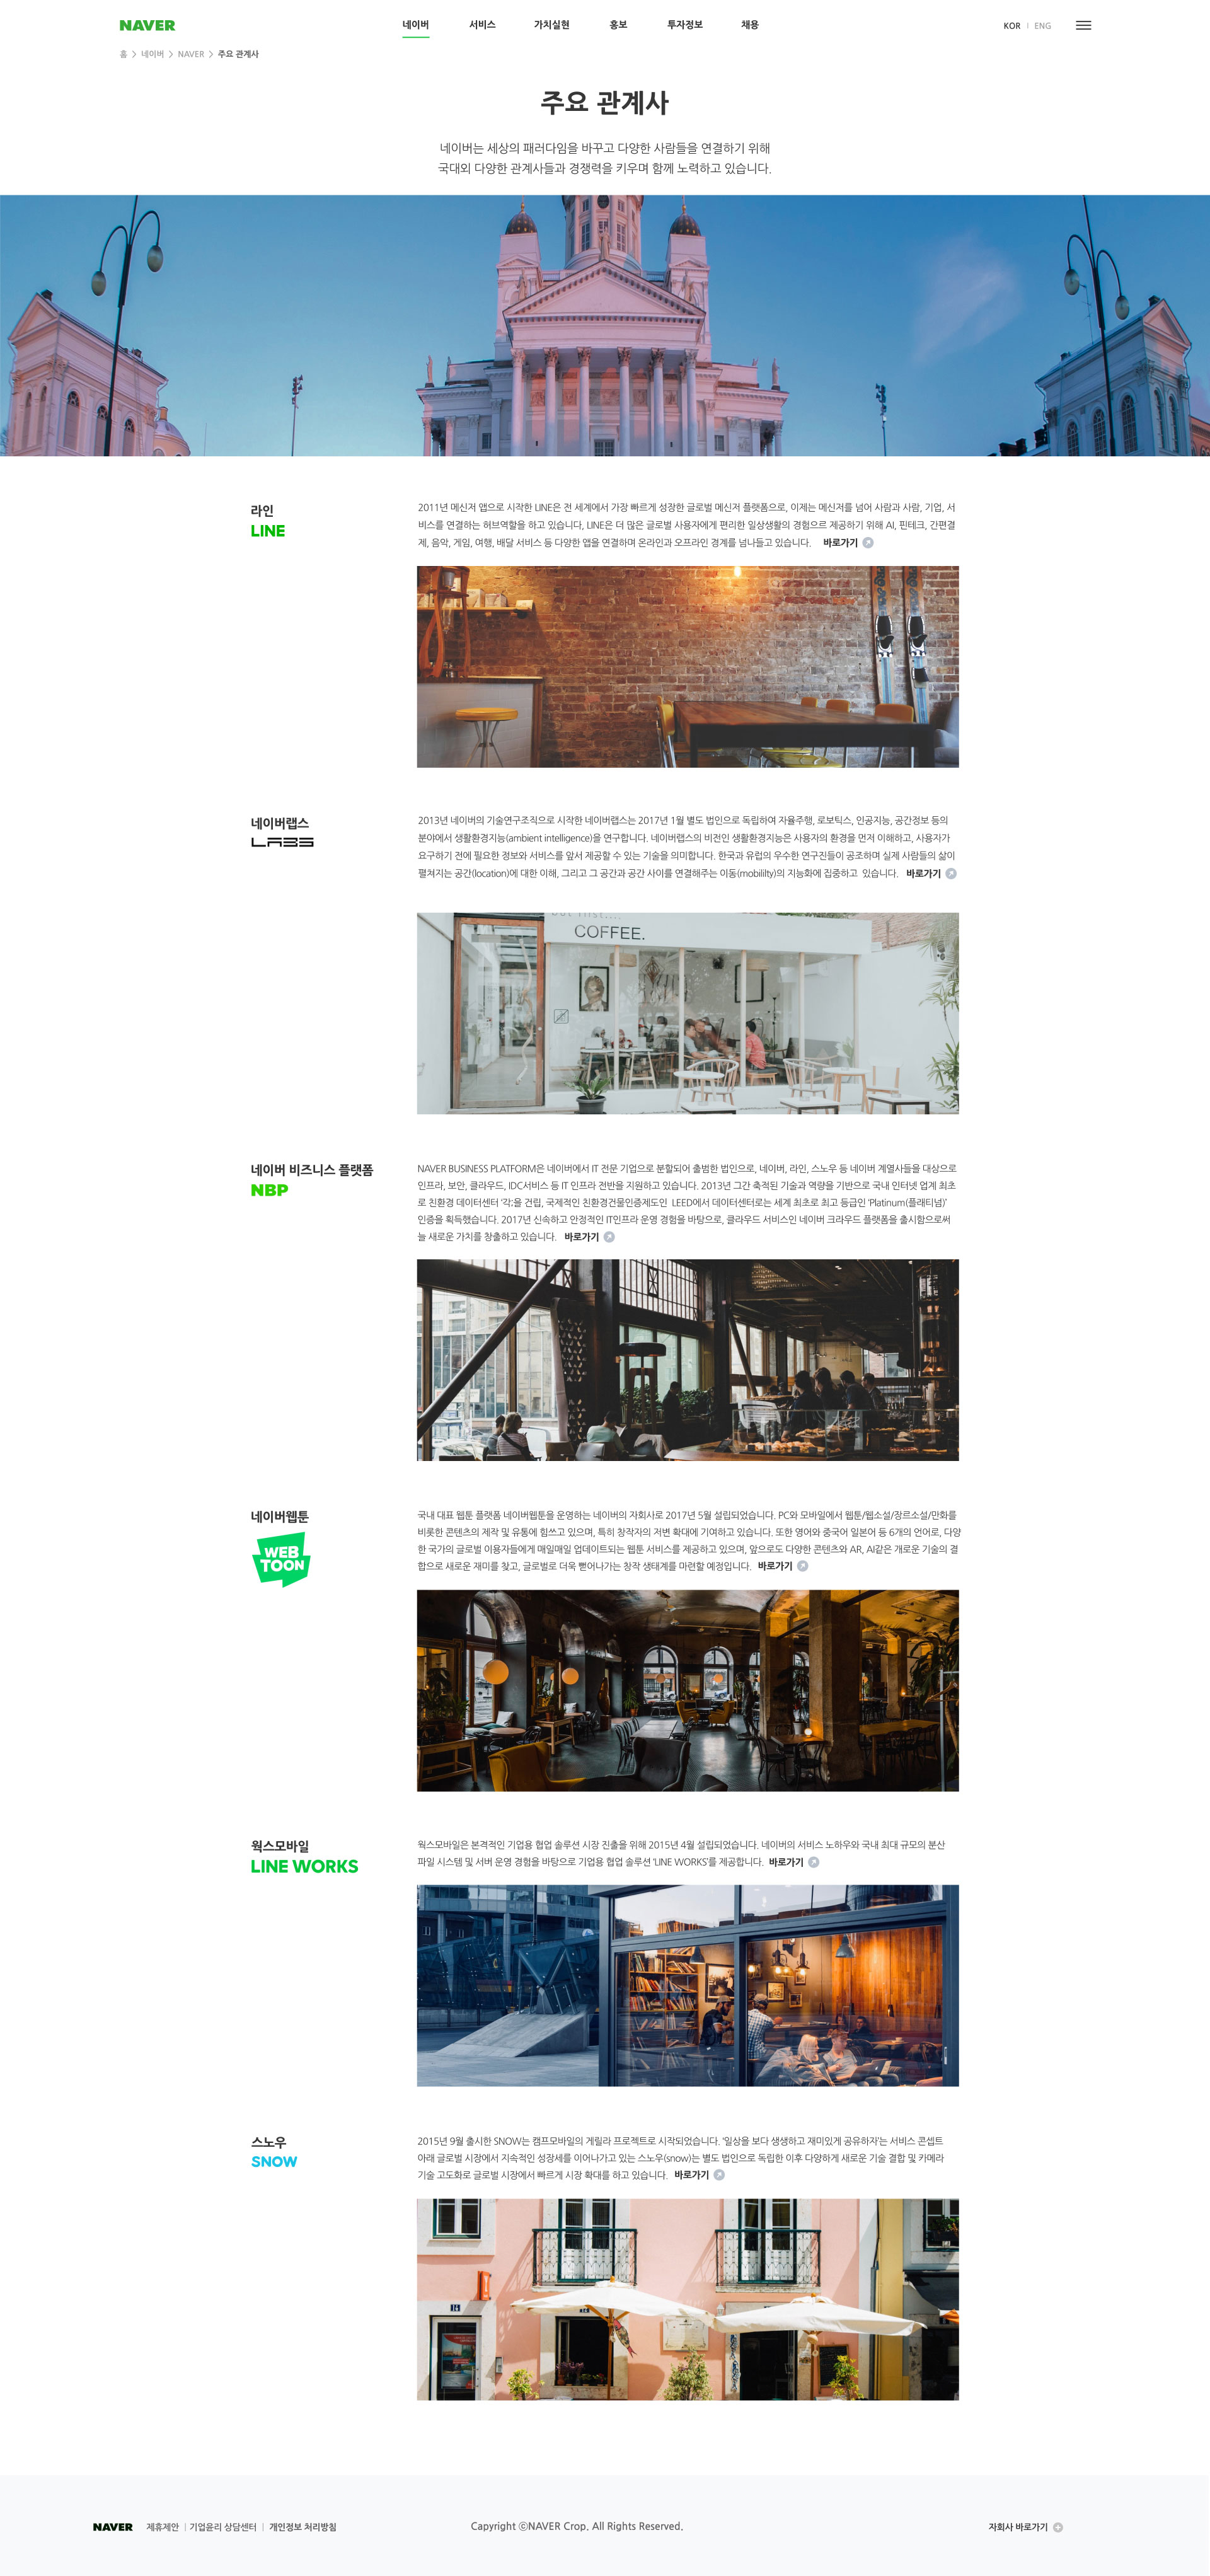 NAVER
네이버 서비스 가치실현 홍보 투자정보 채용
KOR | ENG
홈 > 네이버 > NAVER > 주요 관계사
주요 관계사
네이버는 세상의 패러다임을 바꾸고 다양한 사람들을 연결하기 위해
국대외 다양한 관계사들과 경쟁력을 키우며 함께 노력하고 있습니다.
라인
LINE
2011년 메신저 앱으로 시작한 LINE은 전 세계에서 가장 빠르게 성장한 글로벌 메신저 플랫폼으로, 이제는 메신저를 넘어 사람과 사람, 기업, 서
비스를 연결하는 허브역할을 하고 있습니다, LINE은 더 많은 글로벌 사용자에게 편리한 일상생활의 경험으르 제공하기 위해 AI, 핀테크, 간편결
제, 음악, 게임, 여행, 배달 서비스 등 다양한 앱을 연결하며 온라인과 오프라인 경계를 넘나들고 있습니다. 바로가기
네이버랩스
LABS
2013년 네이버의 기술연구조직으로 시작한 네이버랩스는 2017년 1월 별도 법인으로 독립하여 자율주행, 로보틱스, 인공지능, 공간정보 등의
분야에서 생활환경지능(ambient intelligence)을 연구합니다. 네이버랩스의 비전인 생활환경지능은 사용자의 환경을 먼저 이해하고, 사용자가
요구하기 전에 필요한 정보와 서비스를 앞서 제공할 수 있는 기술을 의미합니다. 한국과 유럽의 우수한 연구진들이 공조하며 실제 사람들의 삶이
펼쳐지는 공간(location)에 대한 이해, 그리고 그 공간과 공간 사이를 연결해주는 이동(mobililty)의 지능화에 집중하고 있습니다. 바로가기
but first....
COFFEE.
네이버 비즈니스 플랫폼
NBP
NAVER BUSINESS PLATFORM은 네이버에서 IT 전문 기업으로 분할되어 출범한 법인으로, 네이버, 라인, 스노우 등 네이버 계열사들을 대상으로
인프라, 보안, 클라우드, IDC서비스 등 IT 인프라 전반을 지원하고 있습니다. 2013년 그간 축적된 기술과 역량을 기반으로 국내 인터넷 업계 최초
로 친환경 데이터센터 ‘각;을 건립, 국제적인 친환경건물인증제도인 LEED에서 데이터센터로는 세계 최초로 최고 등급인 ‘Platinum(플래티넘)’
인증을 획득했습니다. 2017년 신속하고 안정적인 IT인프라 운영 경험을 바탕으로, 클라우드 서비스인 네이버 크라우드 플랫폼을 출시함으로써
늘 새로운 가치를 창출하고 있습니다. 바로가기
네이버웹툰
WEB
TOON
국내 대표 웹툰 플랫폼 네이버웹툰을 운영하는 네이버의 자회사로 2017년 5월 설립되었습니다. PC와 모바일에서 웹툰/웹소설/장르소설/만화를
비롯한 콘텐츠의 제작 및 유통에 힘쓰고 있으며, 특히 창작자의 저변 확대에 기여하고 있습니다. 또한 영어와 중국어 일본어 등 6개의 언어로, 다양
한 국가의 글로벌 이용자들에게 매일매일 업데이트되는 웹툰 서비스를 제공하고 있으며, 앞으로도 다양한 콘텐츠와 AR, AI같은 개로운 기술의 결
합으로 새로운 재미를 찾고, 글로벌로 더욱 뻗어나가는 창작 생태계를 마련할 예정입니다. 바로가기
웍스모바일
LINE WORKS
웍스모바일은 본격적인 기업용 협업 솔루션 시장 진출을 위해 2015년 4월 설립되었습니다. 네이버의 서비스 노하우와 국내 최대 규모의 분산
파일 시스템 및 서버 운영 경험을 바탕으로 기업용 협업 솔루션 ‘LINE WORKS’를 제공합니다. 바로가기
스노우
SNOW
2015년 9월 출시한 SNOW는 캠프모바일의 게릴라 프로젝트로 시작되었습니다. ‘일상을 보다 생생하고 재미있게 공유하자’는 서비스 콘셉트
아래 글로벌 시장에서 지속적인 성장세를 이어나가고 있는 스노우(snow)는 별도 법인으로 독립한 이후 다양하게 새로운 기술 결합 및 카메라
기술 고도화로 글로벌 시장에서 빠르게 시장 확대를 하고 있습니다. 바로가기
NAVER 제휴제안 | 기업윤리 상담센터 | 개인정보 처리방침
Capyright ⓒNAVER Crop. All Rights Reserved.
자회사 바로가기